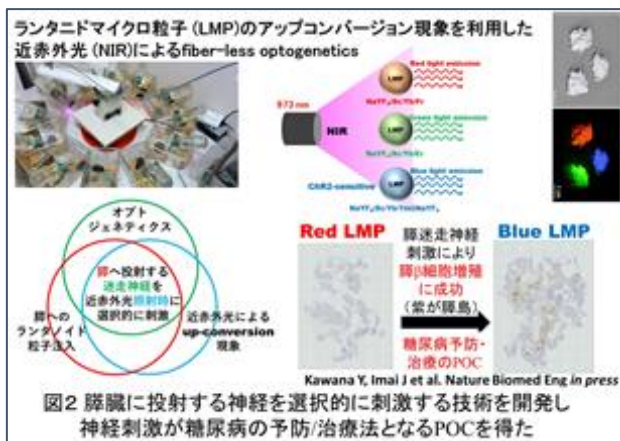 ランタニドマイクロ粒子(LMP)のアップコンバージョン現象を利用した
近赤外光(NIR)によるfiber-less optogenetics
973 nm
NIR
LMP
Red light emission
LMP
Green light emission
LMP
Blue light emission
ChR2-sensitive
オプト
ジェネティクス
膵へ投射する
迷走神経を
近赤外光照射時に
選択的に刺激
膵への
ランタノイド
粒子注入
近赤外光による
up-conversion
現象
Red LMP
膵迷走神経
刺激により
膵β細胞増殖
に成功
(紫が膵島)
糖尿病予防・
治療のPOC
Blue LMP
Kawana Y, Imai J et al. Nature Biomed Eng in press
図2 膵臓に投射する神経を選択的に刺激する技術を開発し
神経刺激が糖尿病の予防/治療法となるPOCを得た